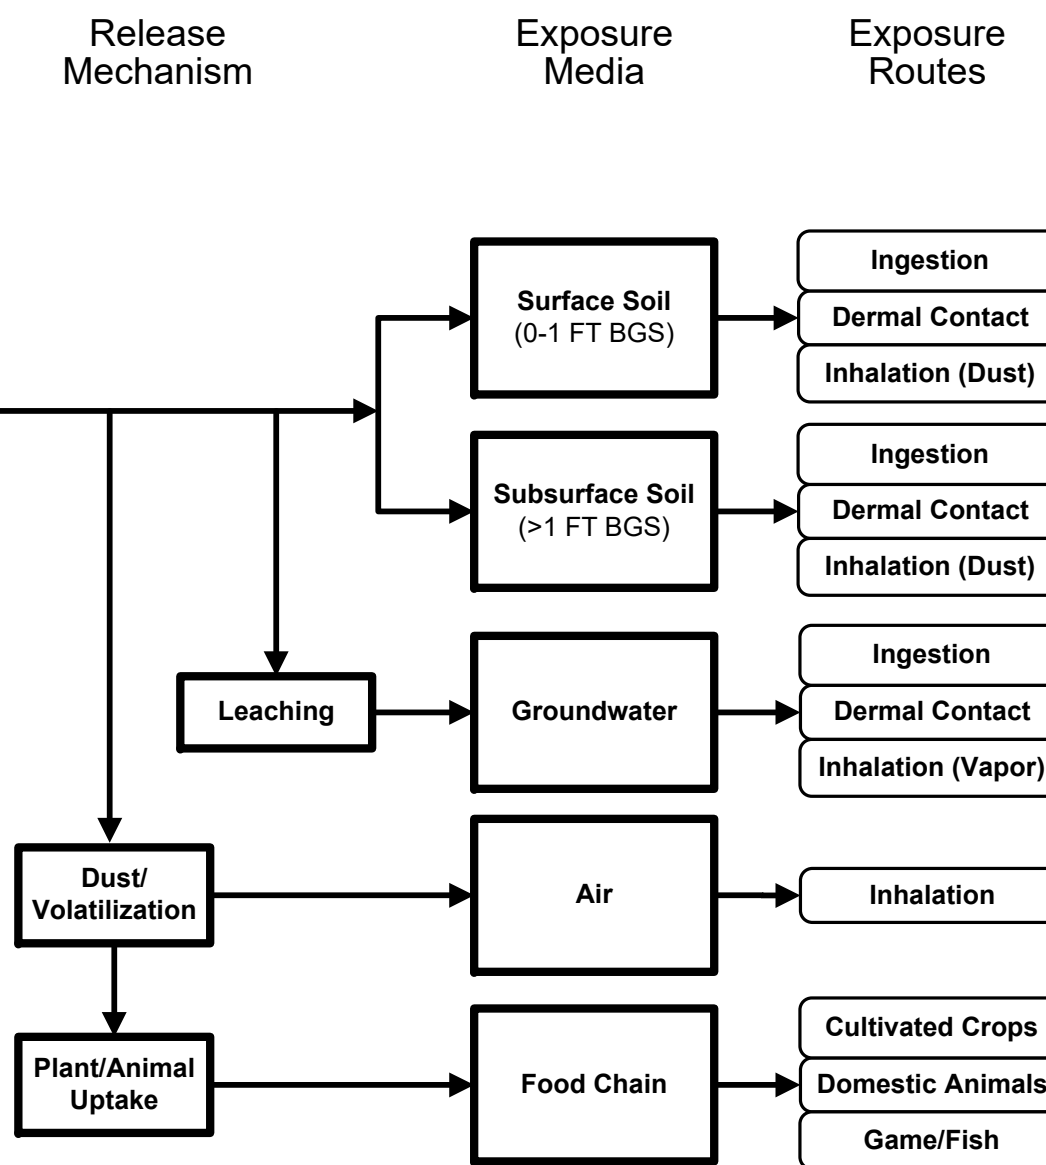 Release
Mechanism
Exposure
Media
Exposure
Routes
Surface Soil
(0-1 FT BGS)
Ingestion
Dermal Contact
Inhalation (Dust)
Subsurface Soil
(>1 FT BGS)
Ingestion
Dermal Contact
Inhalation (Dust)
Leaching
Groundwater
Ingestion
Dermal Contact
Inhalation (Vapor)
Dust/
Volatilization
Air
Inhalation
Plant/Animal
Uptake
Food Chain
Cultivated Crops
Domestic Animals
Game/Fish